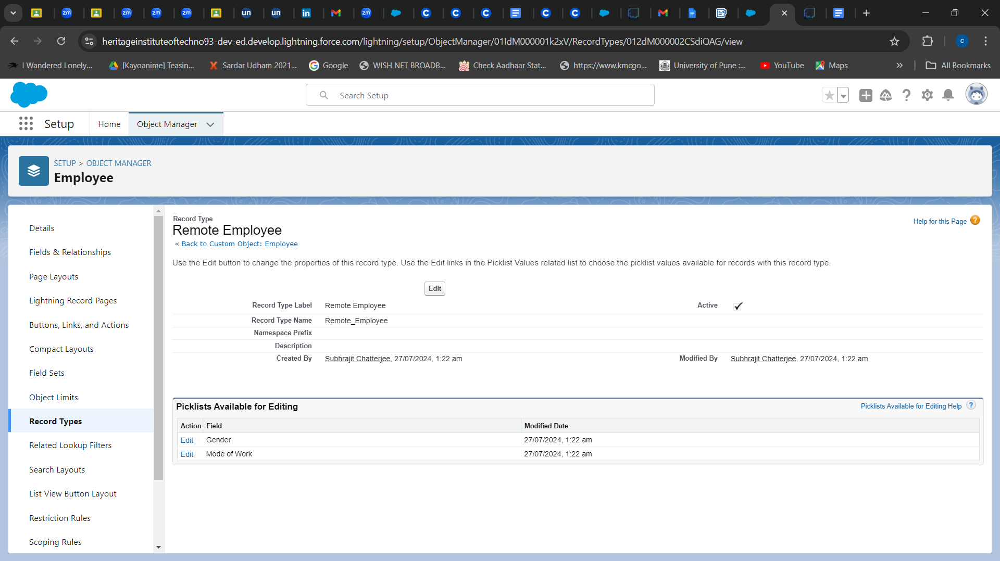 zm
zm
zm
zm
un
un
in
zm
C
C
C
C
C
heritageinstituteoftechno93-dev-ed.develop.lightning.force.com/lightning/setup/ObjectManager/01IdM000001k2xV/RecordTypes/012dM000002CSdiQAG/view
C
I Wandered Lonely...
[Kayoanime] Teasin...
Sardar Udham 2021...
Google
WISH NET BROADB...
Check Aadhaar Stat...
https://www.kmcgo...
University of Pune :...
YouTube
Maps
All Bookmarks
Search Setup
Setup
Home
Object Manager
SETUP > OBJECT MANAGER
Employee
Details
Fields & Relationships
Page Layouts
Lightning Record Pages
Buttons, Links, and Actions
Compact Layouts
Field Sets
Object Limits
Record Types
Related Lookup Filters
Search Layouts
List View Button Layout
Restriction Rules
Scoping Rules
Record Type
Remote Employee
« Back to Custom Object: Employee
Help for this Page ?
Use the Edit button to change the properties of this record type. Use the Edit links in the Picklist Values related list to choose the picklist values available for records with this record type.
Edit
Record Type Label Remote Employee Active
Record Type Name Remote_Employee
Namespace Prefix
Description
Created By Subhrajit Chatterjee, 27/07/2024, 1:22 am Modified By Subhrajit Chatterjee, 27/07/2024, 1:22 am
Picklists Available for Editing
Picklists Available for Editing Help ?
Action Field Modified Date
Edit Gender 27/07/2024, 1:22 am
Edit Mode of Work 27/07/2024, 1:22 am